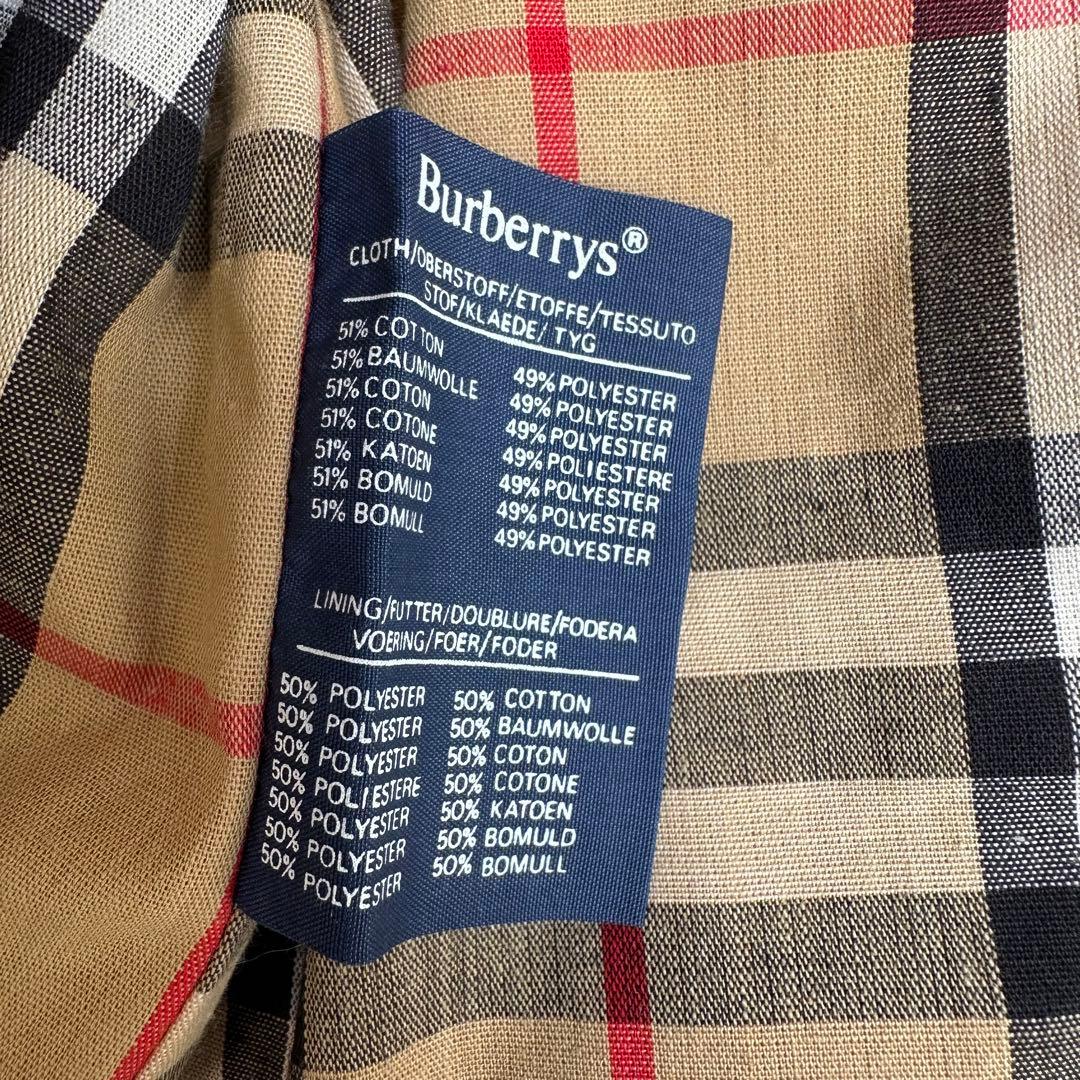 Burberrys®
CLOTH/OBERSTOFF/ETOFFE/TESSUTO
STOF/KLAEDE/TYG
51% COTTON 49% POLYESTER
51% BAUMWOLLE 49% POLYESTER
51% COTON 49% POLYESTER
51% COTONE 49% POLIESTERE
51% KATOEN 49% POLYESTER
51% BOMULD 49% POLYESTER
51% BOMULL 49% POLYESTER
LINING/FUTTER/DOUBLURE/FODERA
VOERING/FOER/FODER
50% POLYESTER 50% COTTON
50% POLYESTER 50% BAUMWOLLE
50% POLYESTER 50% COTON
50% POLIESTERE 50% COTONE
50% POLYESTER 50% KATOEN
50% POLYESTER 50% BOMULD
50% POLYESTER 50% BOMULL